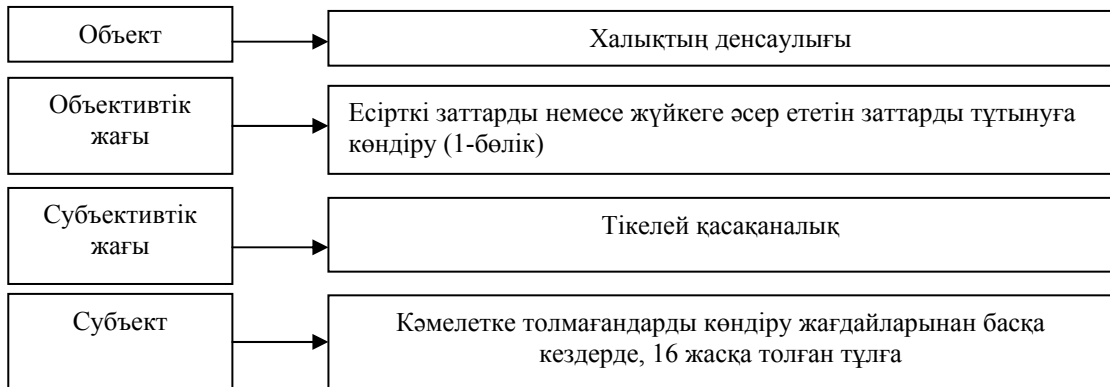 Объект
Халықтың денсаулығы
Объективтік
жағы
Есірткі заттарды немесе жүйкеге әсер ететін заттарды тұтынуға
көндіру (1-бөлік)
Субъективтік
жағы
Тікелей қасақаналық
Субъект
Кәмелетке толмағандарды көндіру жағдайларынан басқа
кездерде, 16 жасқа толған тұлға